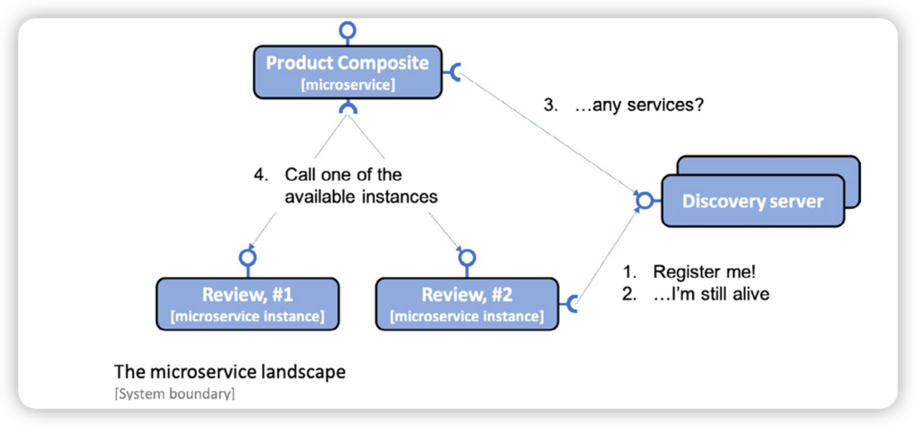 Product Composite
[microservice]
3. ...any services?
4. Call one of the
available instances
Discovery server
1. Register me!
2. ...I'm still alive
Review, #1
[microservice instance]
Review, #2
[microservice instance]
The microservice landscape
[System boundary]